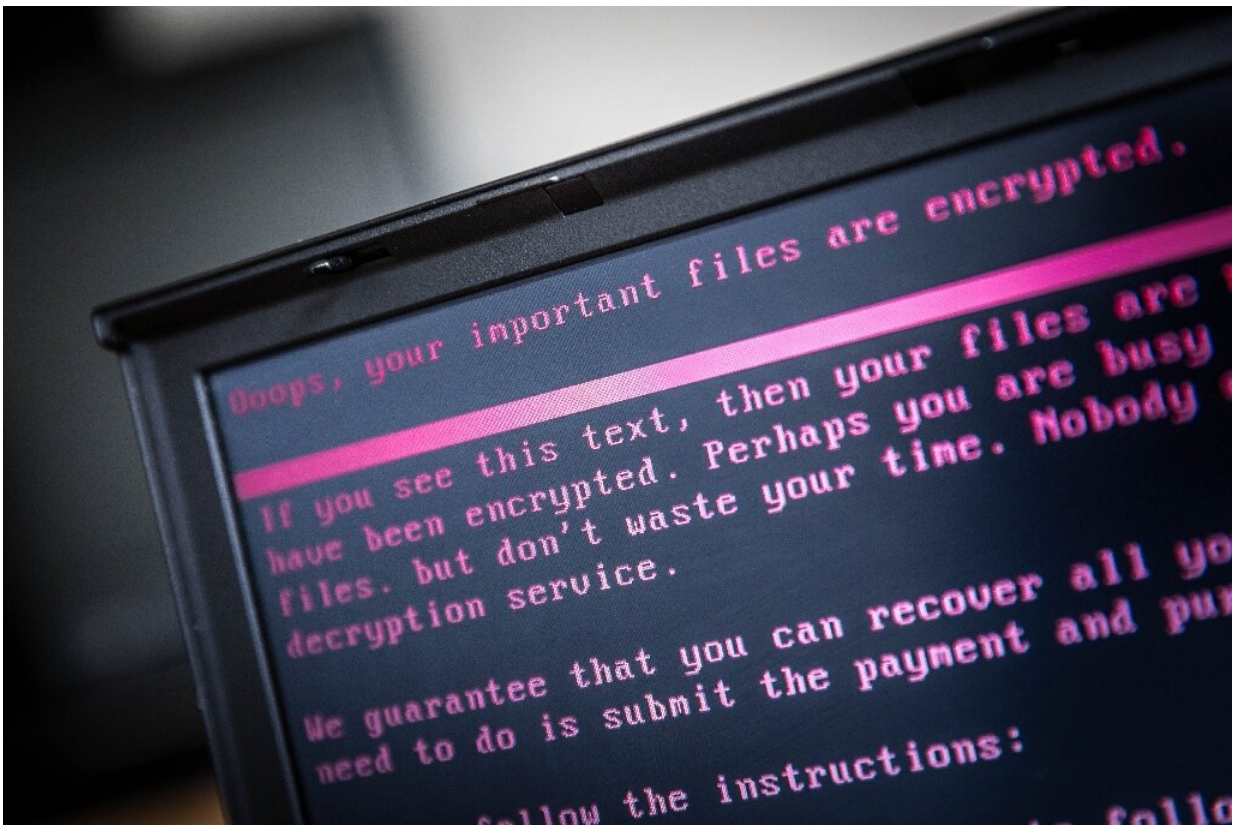 Ooops, your important files are encrypted.
If you see this text, then your files are
have been encrypted. Perhaps you are busy
files. but don't waste your time. Nobody
decryption service.
We guarantee that you can recover all
need to do is submit the payment and
follow the instructions: